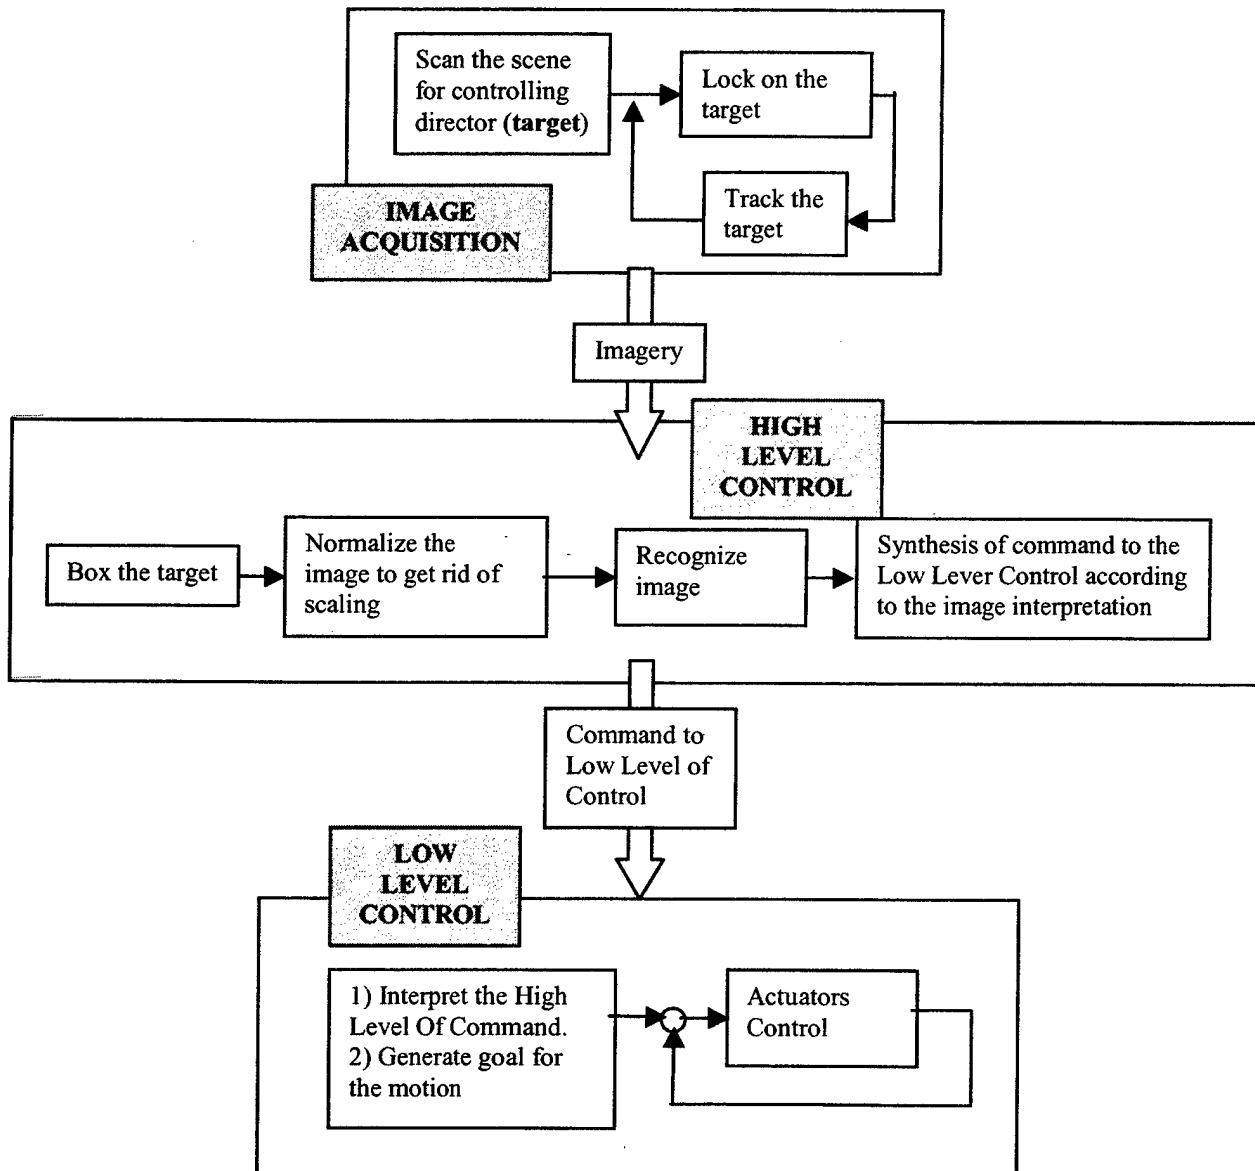 Scan the scene
for controlling
director (target)
Lock on the
target
Track the
target
IMAGE
ACQUISITION
Imagery
HIGH
LEVEL
CONTROL
Box the target
Normalize the
image to get rid of
scaling
Recognize
image
Synthesis of command to the
Low Lever Control according
to the image interpretation
Command to
Low Level of
Control
LOW
LEVEL
CONTROL
1) Interpret the High
Level Of Command.
2) Generate goal for
the motion
Actuators
Control